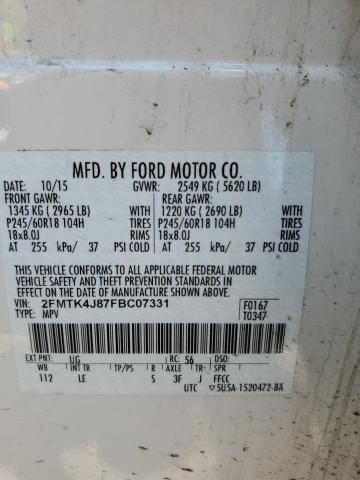 MFD. BY FORD MOTOR CO.
DATE: 10/15 GVWR: 2549 KG ( 5620 LB)
FRONT GAWR: REAR GAWR:
1345 KG ( 2965 LB) WITH 1220 KG ( 2690 LB) WITH
P245/60R18 104H TIRES P245/60R18 104H TIRES
18x8.0J RIMS 18x8.0J RIMS
AT 255 kPa/ 37 PSI COLD AT 255 kPa/ 37 PSI COLD
THIS VEHICLE CONFORMS TO ALL APPLICABLE FEDERAL MOTOR
VEHICLE SAFETY AND THEFT PREVENTION STANDARDS IN EFFECT
ON THE DATE OF MANUFACTURE SHOWN ABOVE.
VIN: 2FMTK4J87FBC07331 F0167
TYPE: MPV T0347
EXT PNT: UG RC: 56
WB INT TR TP/PS R AXLE TR SPR
112 LE S 3F J FFCC
UTC ▽5U5A-1520472-BA